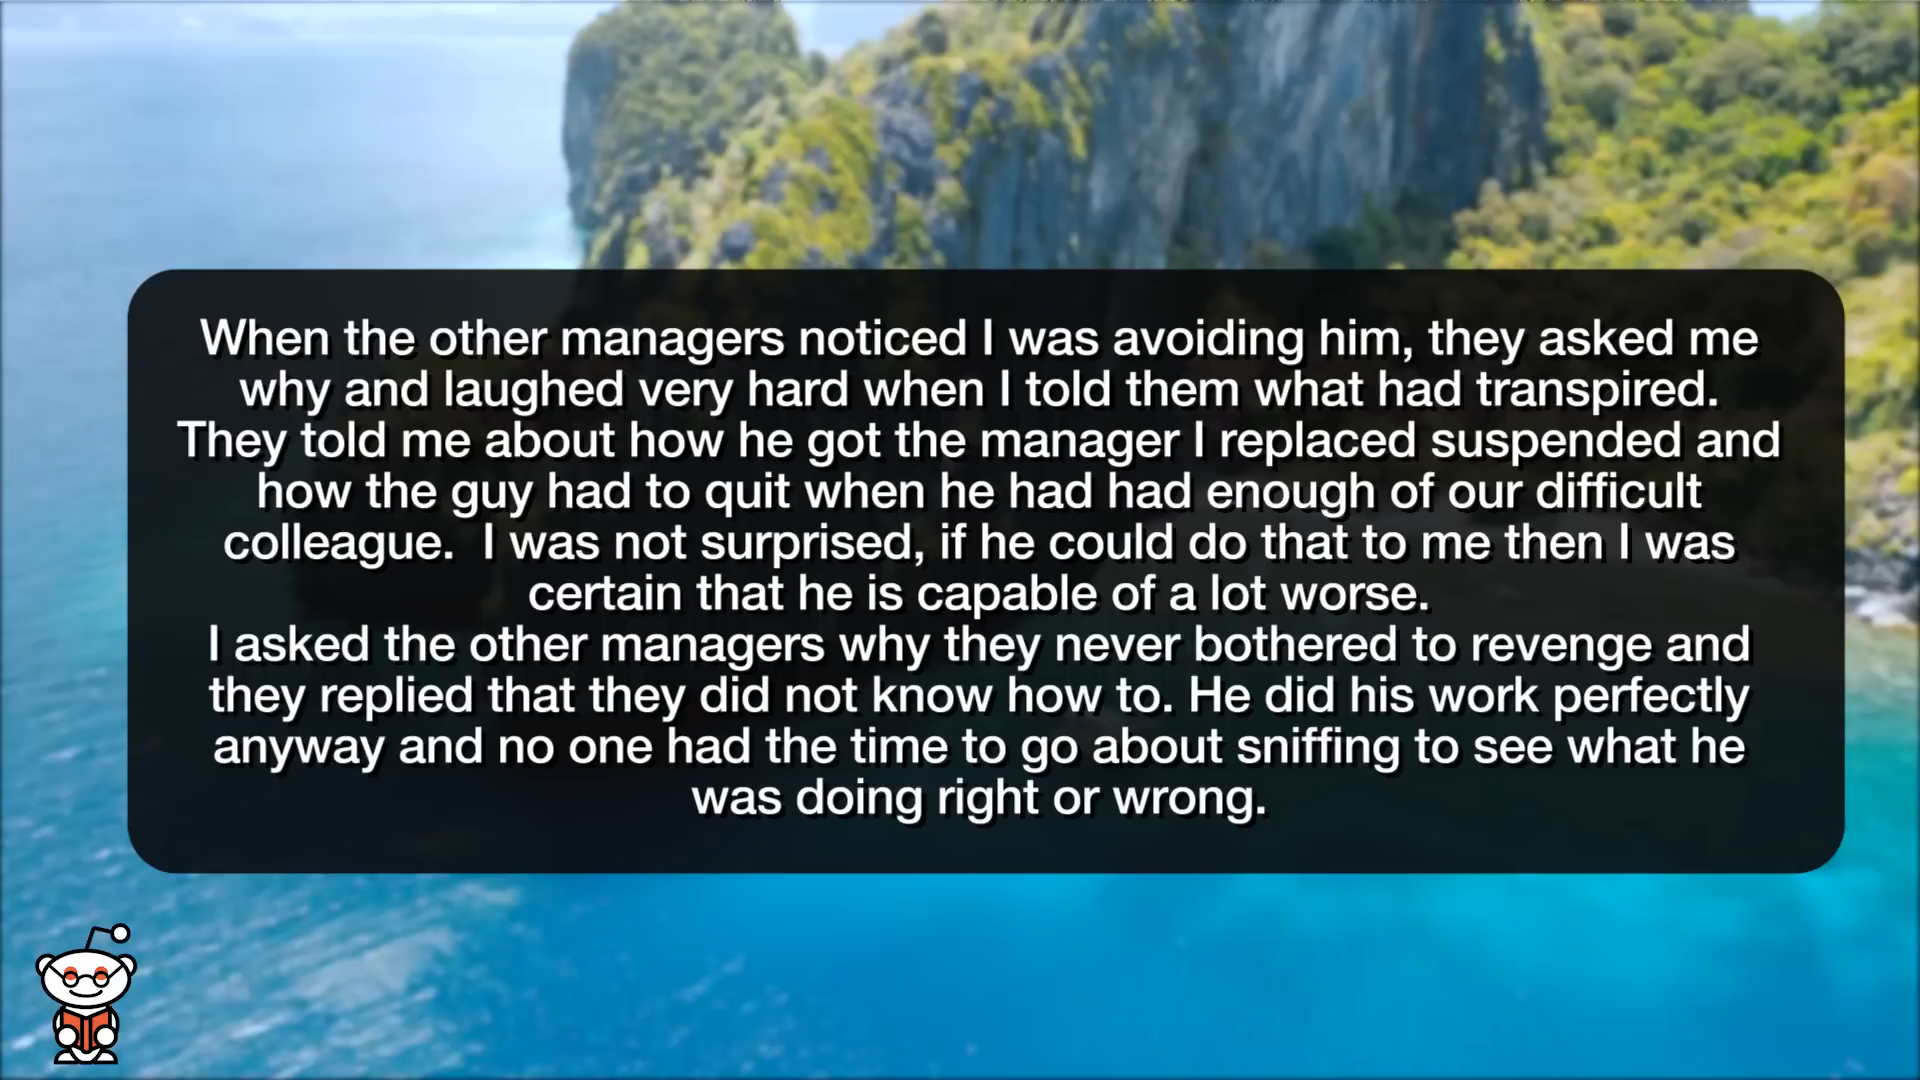 When the other managers noticed I was avoiding him, they asked me
why and laughed very hard when I told them what had transpired.
They told me about how he got the manager I replaced suspended and
how the guy had to quit when he had had enough of our difficult
colleague.  I was not surprised, if he could do that to me then I was
certain that he is capable of a lot worse.
I asked the other managers why they never bothered to revenge and
they replied that they did not know how to. He did his work perfectly
anyway and no one had the time to go about sniffing to see what he
was doing right or wrong.